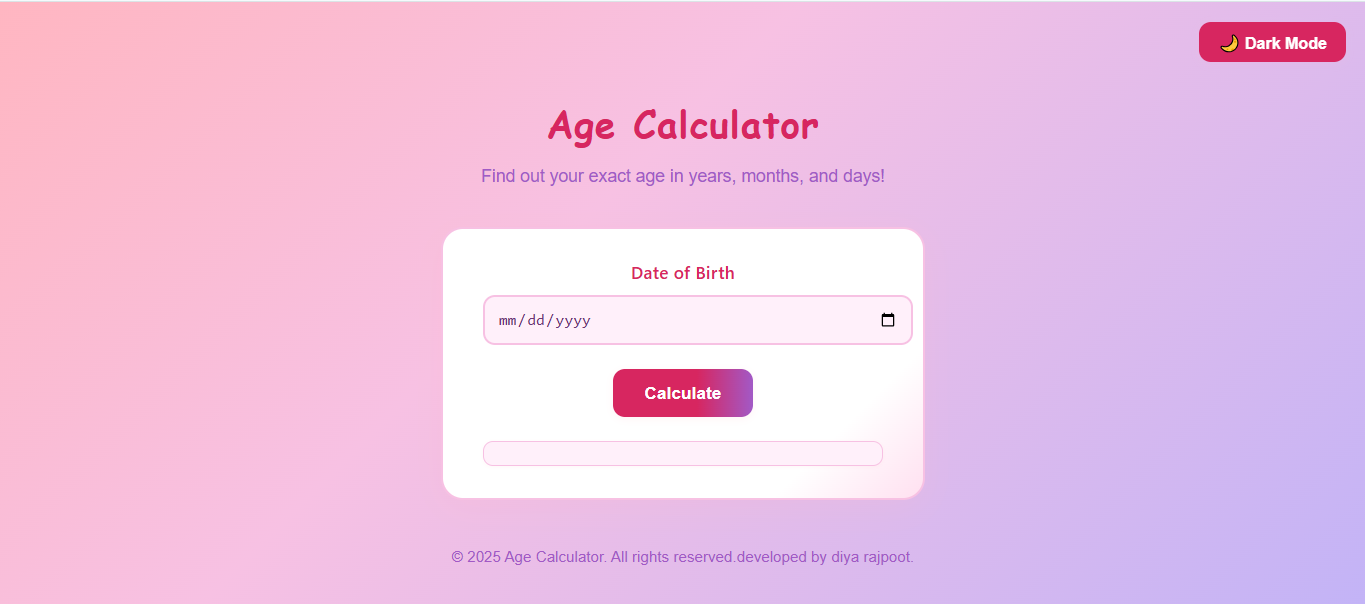 🌙 Dark Mode
Age Calculator
Find out your exact age in years, months, and days!
Date of Birth
mm/dd/yyyy
Calculate
© 2025 Age Calculator. All rights reserved.developed by diya rajpoot.